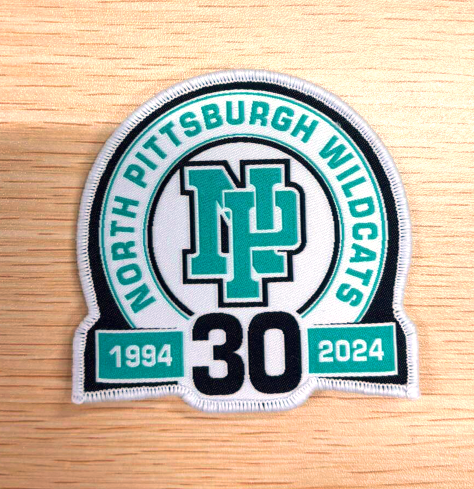 NORTH PITTSBURGH WILDCATS
NP
1994 30 2024